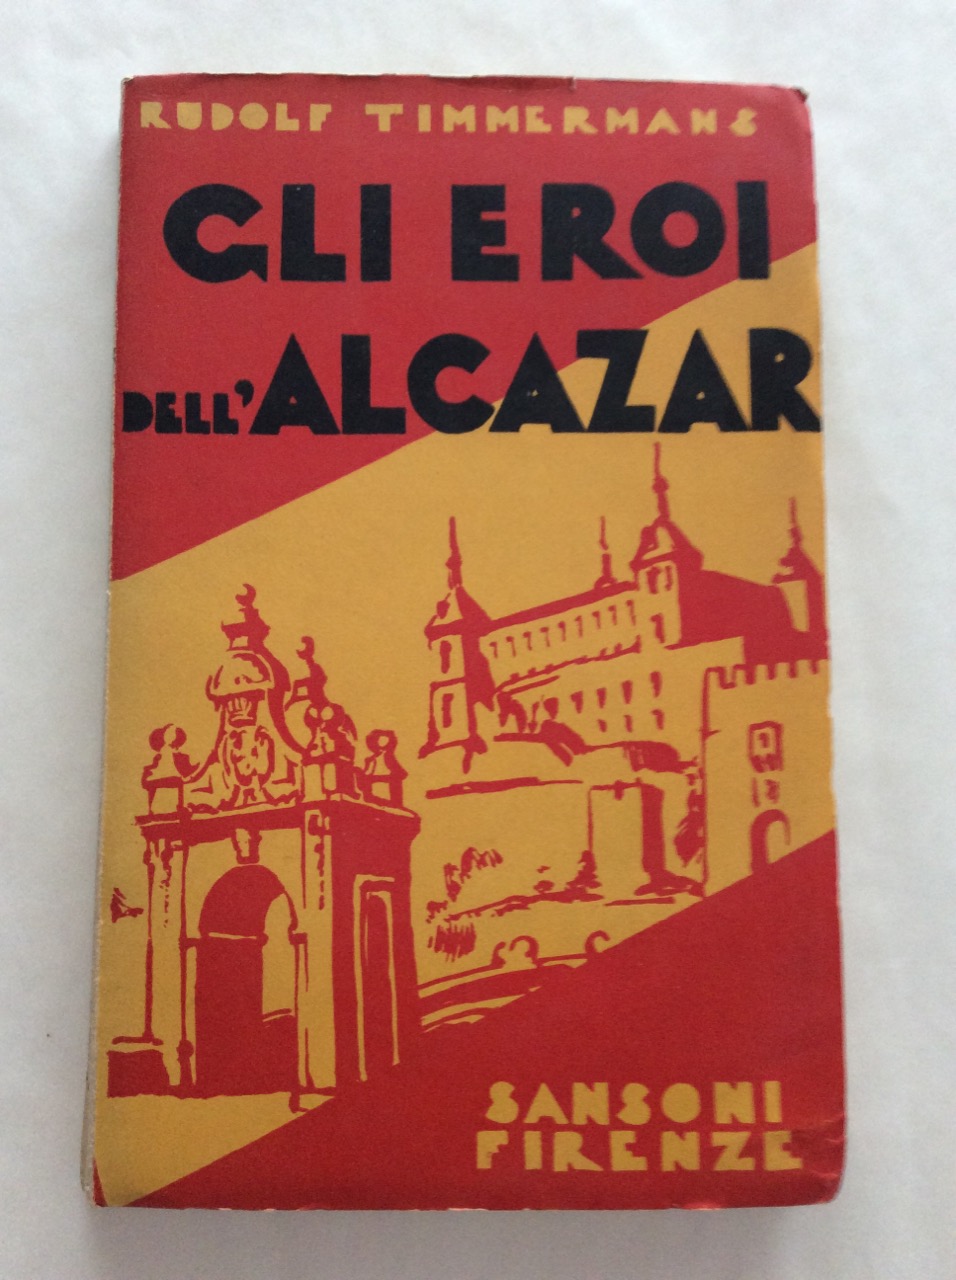 RUDOLF TIMMERMANS
GLI EROI
DELL'ALCAZAR
SANSONI
FIRENZE